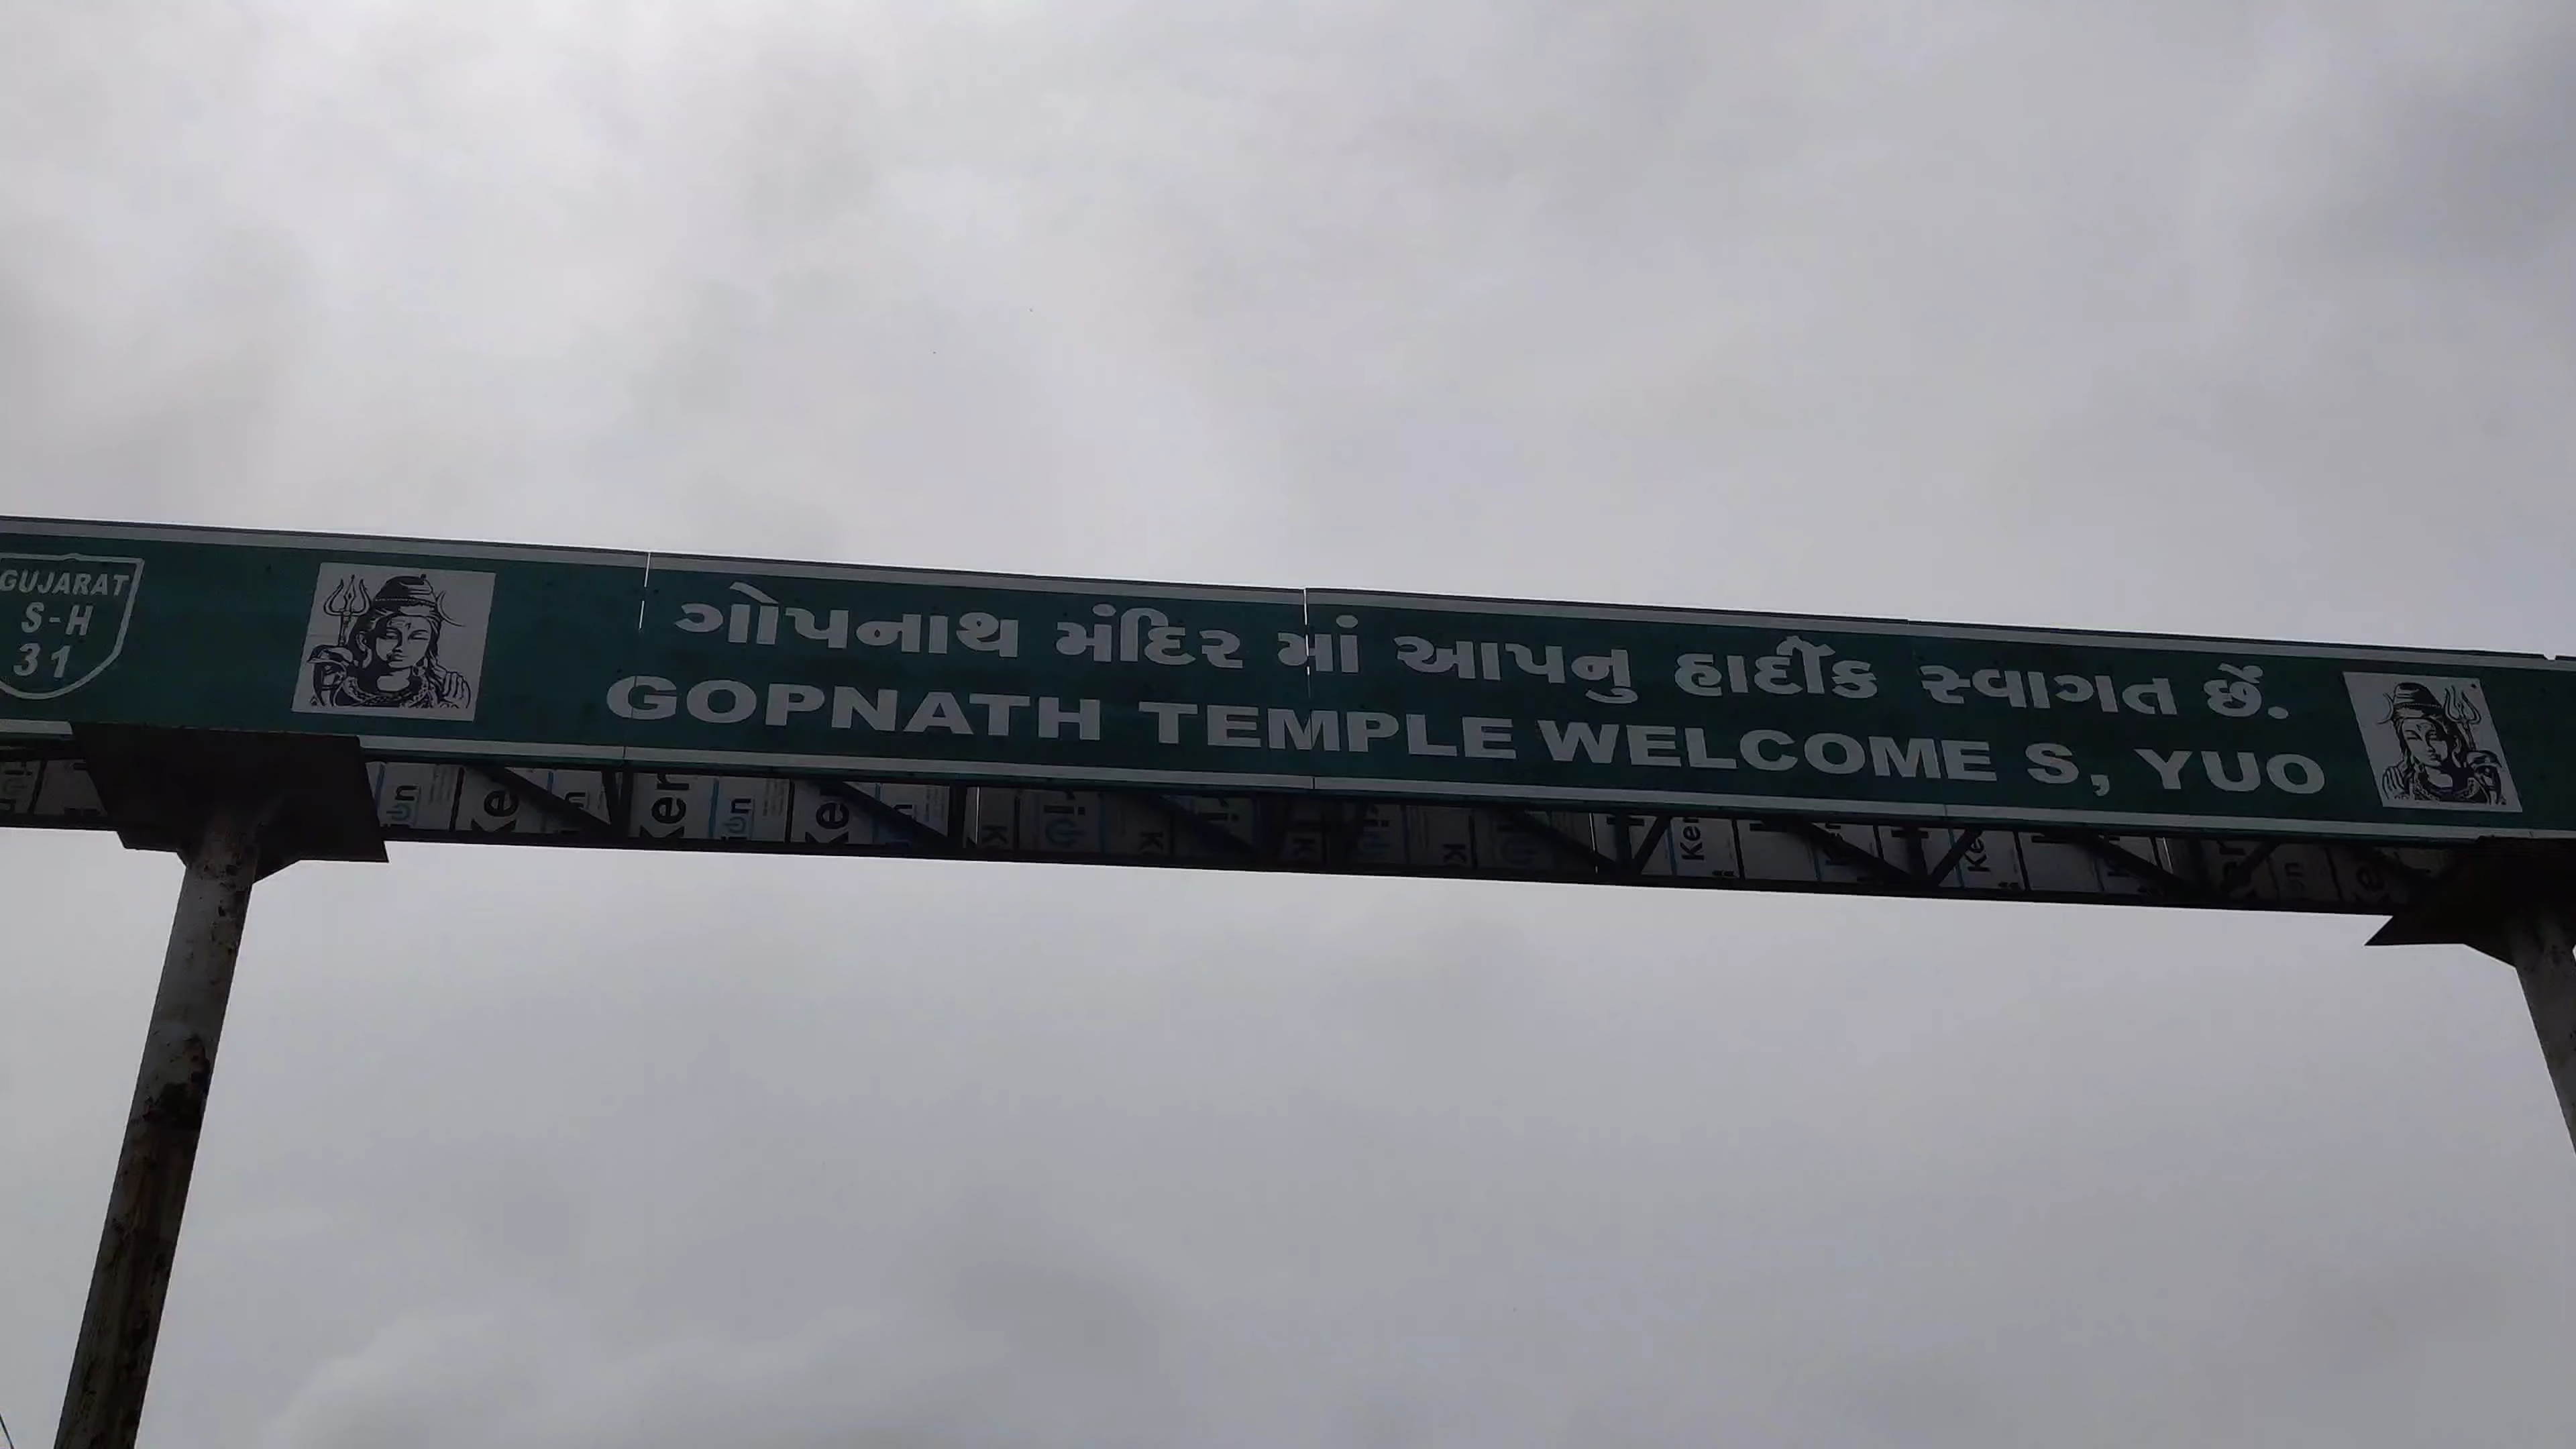 GUJARAT
S-H
31
ગોપનાથ મંદિર માં આપનુ હાર્દીક સ્વાગત છે.
GOPNATH TEMPLE WELCOME S, YUO